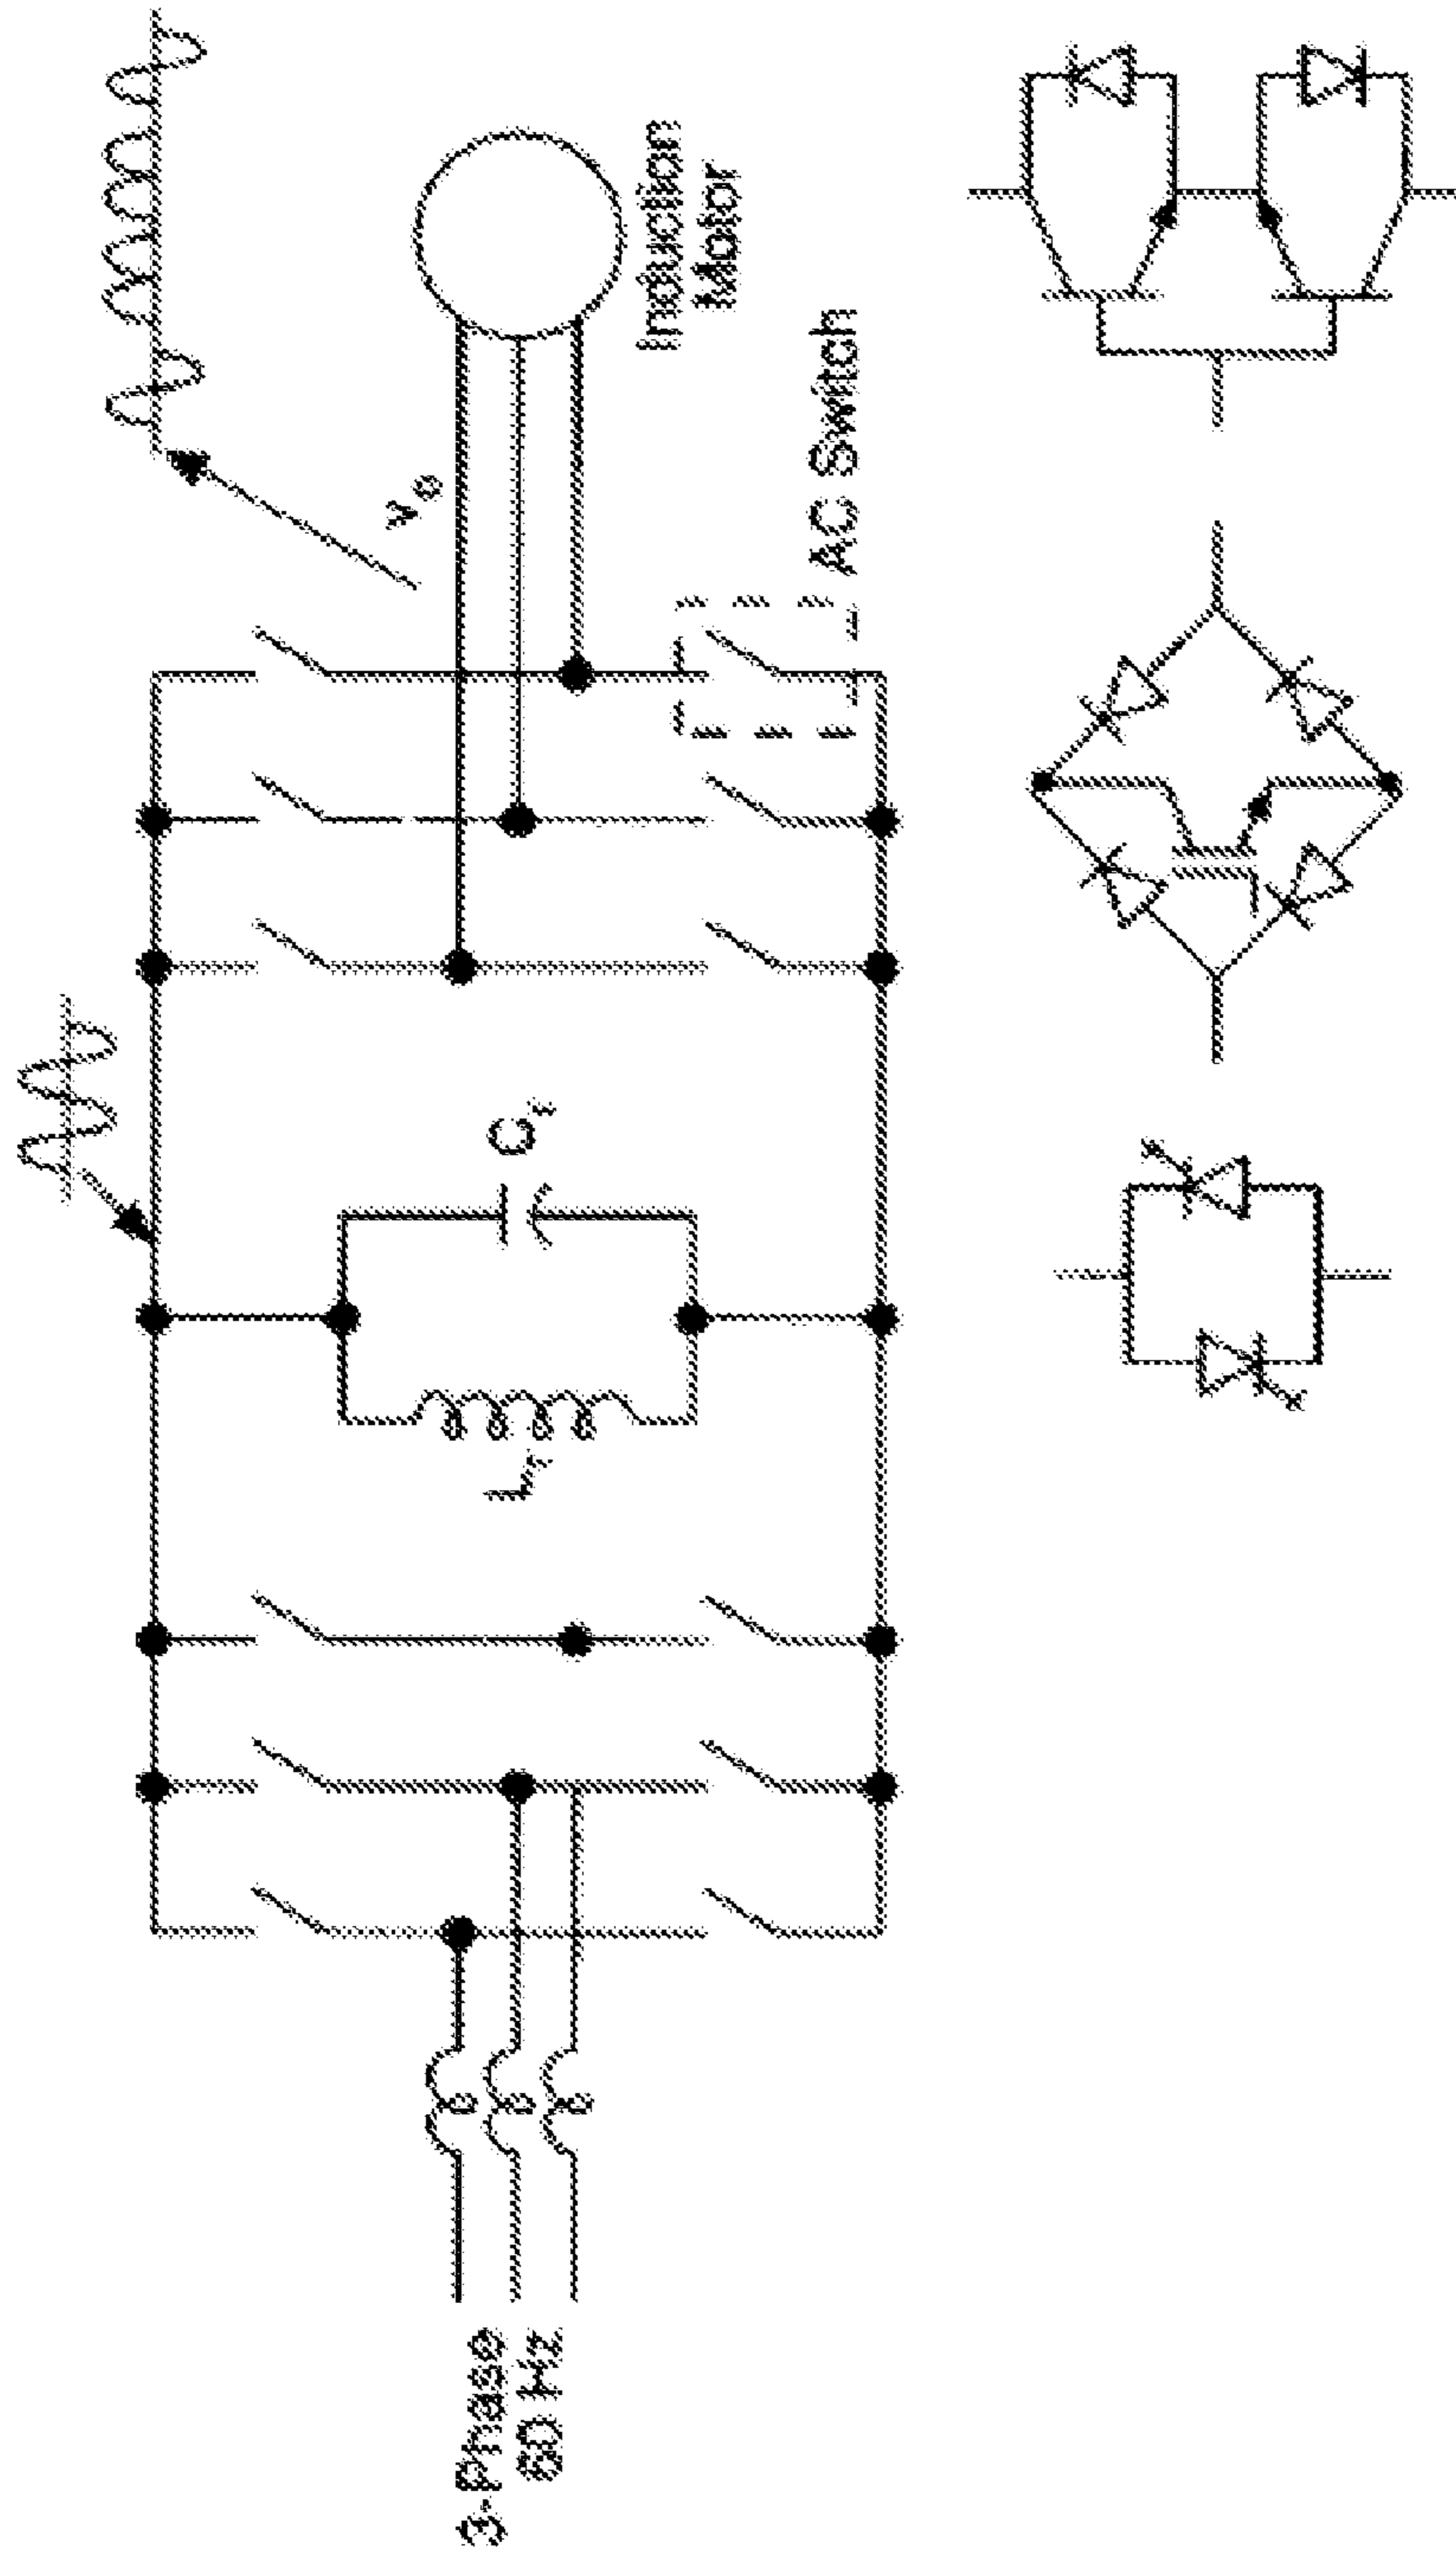 3-Phase
60 Hz
Lr
Cr
vo
Induction
Motor
AC Switch